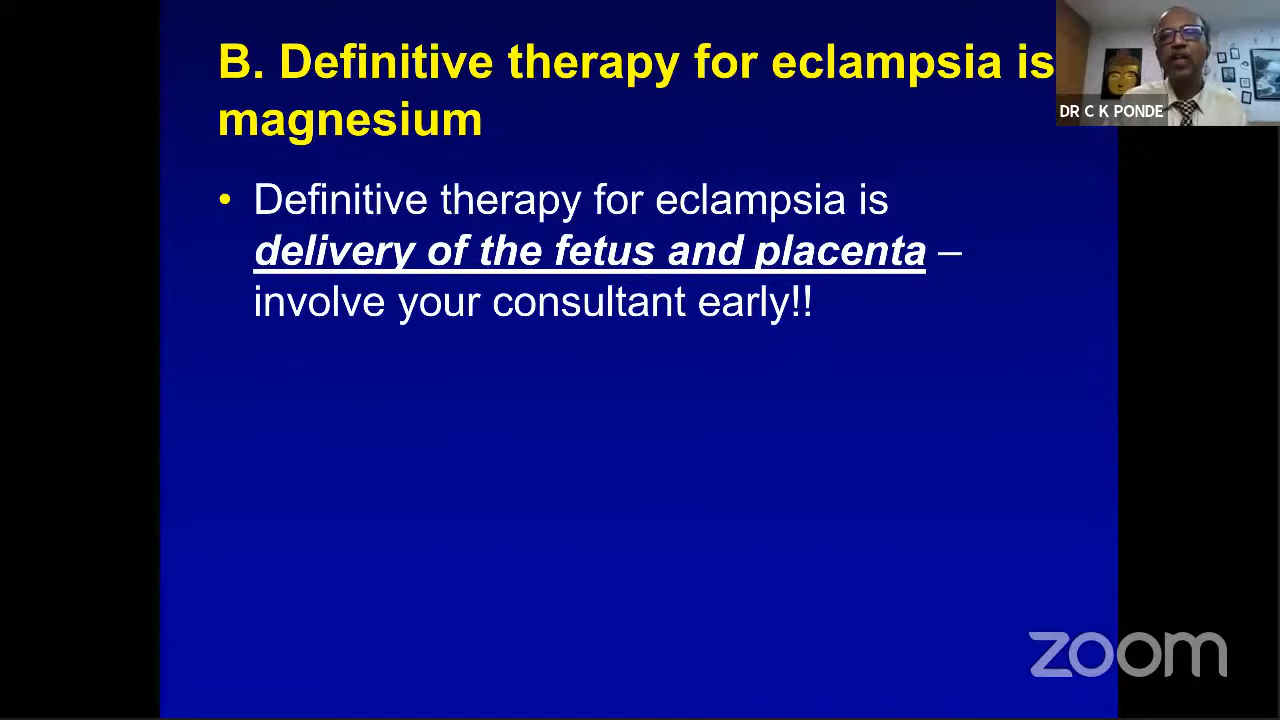 B. Definitive therapy for eclampsia is
magnesium
DR C K PONDE
• Definitive therapy for eclampsia is
delivery of the fetus and placenta –
involve your consultant early!!
zoom